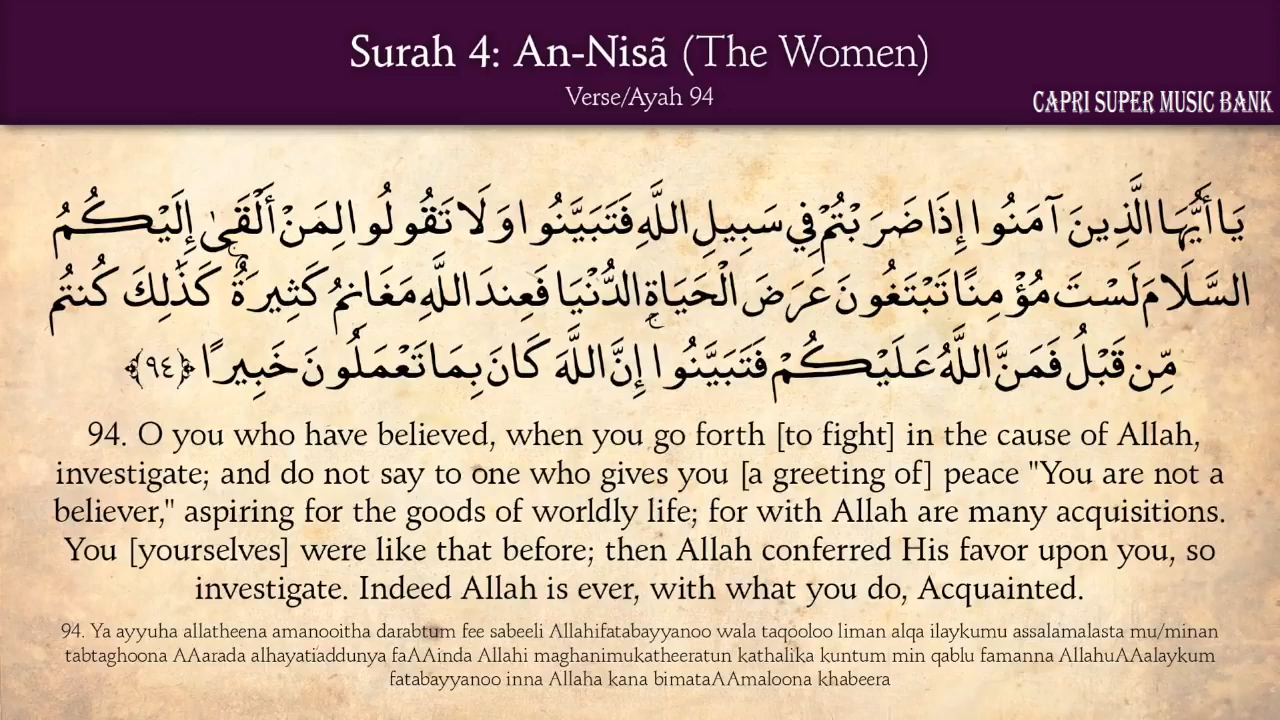 Surah 4: An-Nisã (The Women)
Verse/Ayah 94
CAPRI SUPER MUSIC BANK
يَا أَيُّهَا الَّذِينَ آمَنُوا إِذَا ضَرَبْتُمْ فِي سَبِيلِ اللَّهِ فَتَبَيَّنُوا وَلَا تَقُولُوا لِمَنْ أَلْقَىٰ إِلَيْكُمُ
السَّلَامَ لَسْتَ مُؤْمِنًا تَبْتَغُونَ عَرَضَ الْحَيَاةِ الدُّنْيَا فَعِندَ اللَّهِ مَغَانِمُ كَثِيرَةٌ ۚ كَذَٰلِكَ كُنتُم
مِّن قَبْلُ فَمَنَّ اللَّهُ عَلَيْكُمْ فَتَبَيَّنُوا ۚ إِنَّ اللَّهَ كَانَ بِمَا تَعْمَلُونَ خَبِيرًا ﴿٩٤﴾
94. O you who have believed, when you go forth [to fight] in the cause of Allah,
investigate; and do not say to one who gives you [a greeting of] peace "You are not a
believer," aspiring for the goods of worldly life; for with Allah are many acquisitions.
You [yourselves] were like that before; then Allah conferred His favor upon you, so
investigate. Indeed Allah is ever, with what you do, Acquainted.
94. Ya ayyuha allatheena amanooitha darabtum fee sabeeli Allahifatabayyanoo wala taqooloo liman alqa ilaykumu assalamalasta mu/minan
tabtaghoona AAarada alhayatiaddunya faAAinda Allahi maghanimukatheeratun kathalika kuntum min qablu famanna AllahuAAalaykum
fatabayyanoo inna Allaha kana bimataAAmaloona khabeera